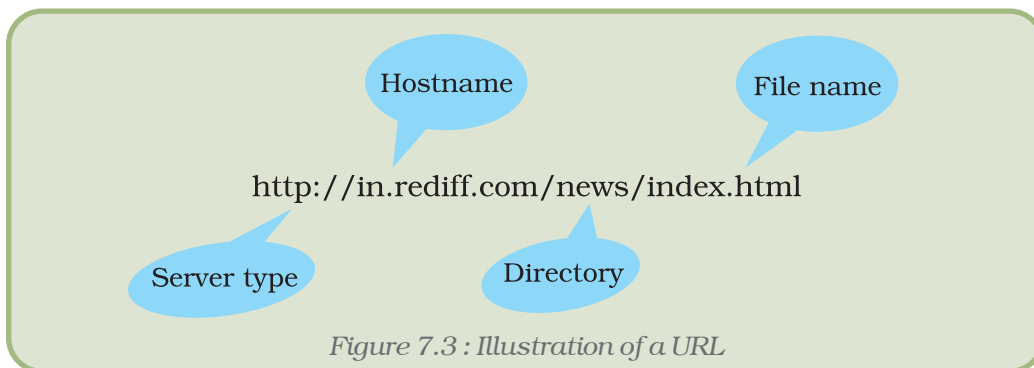 Hostname
File name
http://in.rediff.com/news/index.html
Server type
Directory
Figure 7.3 : Illustration of a URL